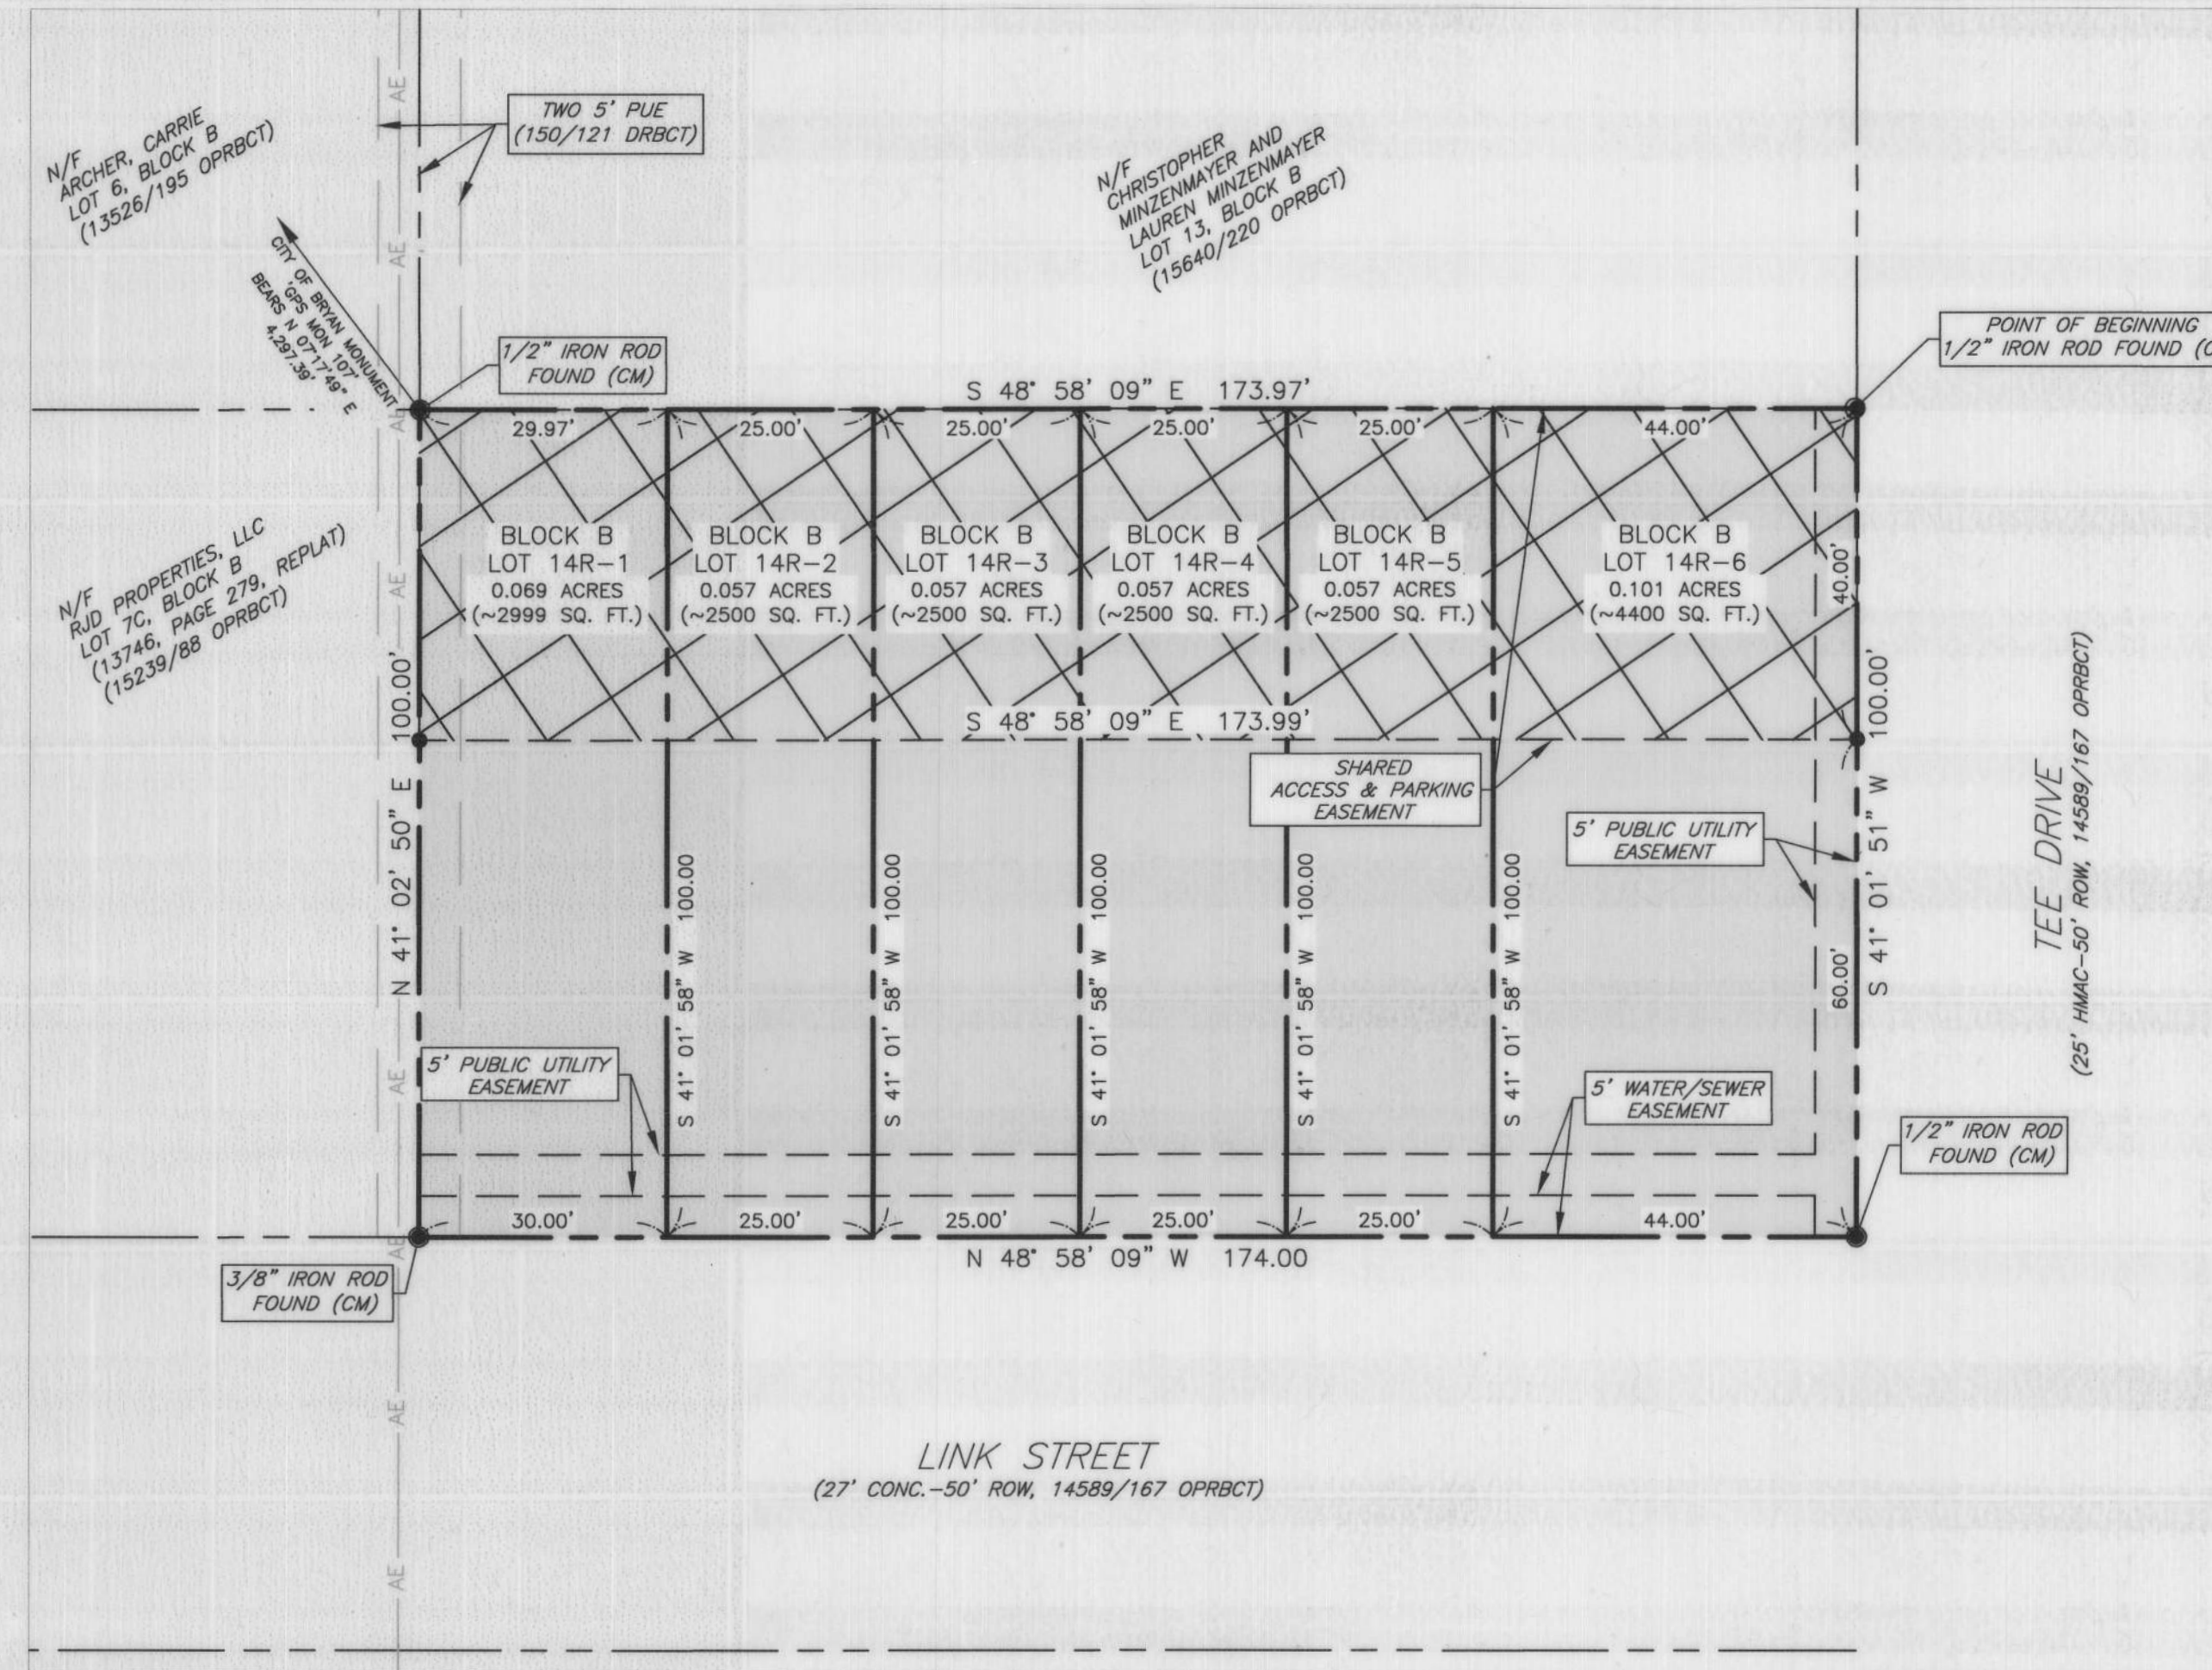 TWO 5' PUE
(150/121 DRBCT)
N/F
ARCHER, CARRIE
LOT 6, BLOCK B
(13526/195 OPRBCT)
N/F
CHRISTOPHER
MINZENMAYER AND
LAUREN MINZENMAYER
LOT 13, BLOCK B
(15640/220 OPRBCT)
CITY OF BRYAN MONUMENT
'GPS MON 107'
BEARS N 07°17'49" E
4,297.39'
1/2" IRON ROD
FOUND (CM)
POINT OF BEGINNING
1/2" IRON ROD FOUND
S 48° 58' 09" E 173.97'
29.97'
25.00'
25.00'
25.00'
25.00'
44.00'
N/F
RJD PROPERTIES, LLC
LOT 7C, BLOCK B
(13746, PAGE 279, REPLAT)
(15239/88 OPRBCT)
BLOCK B
LOT 14R-1
0.069 ACRES
(~2999 SQ. FT.)
BLOCK B
LOT 14R-2
0.057 ACRES
(~2500 SQ. FT.)
BLOCK B
LOT 14R-3
0.057 ACRES
(~2500 SQ. FT.)
BLOCK B
LOT 14R-4
0.057 ACRES
(~2500 SQ. FT.)
BLOCK B
LOT 14R-5
0.057 ACRES
(~2500 SQ. FT.)
BLOCK B
LOT 14R-6
0.101 ACRES
(~4400 SQ. FT.)
40.00'
S 48° 58' 09" E 173.99'
N 41° 02' 50" E 100.00'
SHARED
ACCESS & PARKING
EASEMENT
5' PUBLIC UTILITY
EASEMENT
S 41° 01' 51" W 100.00'
TEE DRIVE
(25' HMAC-50' ROW, 14589/167 OPRBCT)
S 41° 01' 58" W 100.00
S 41° 01' 58" W 100.00
S 41° 01' 58" W 100.00
S 41° 01' 58" W 100.00
S 41° 01' 58" W 100.00
60.00'
5' PUBLIC UTILITY
EASEMENT
5' WATER/SEWER
EASEMENT
1/2" IRON ROD
FOUND (CM)
30.00'
25.00'
25.00'
25.00'
25.00'
44.00'
N 48° 58' 09" W 174.00
3/8" IRON ROD
FOUND (CM)
LINK STREET
(27' CONC.-50' ROW, 14589/167 OPRBCT)
AE
AE
AE
AE
AE
AE
AE
AE